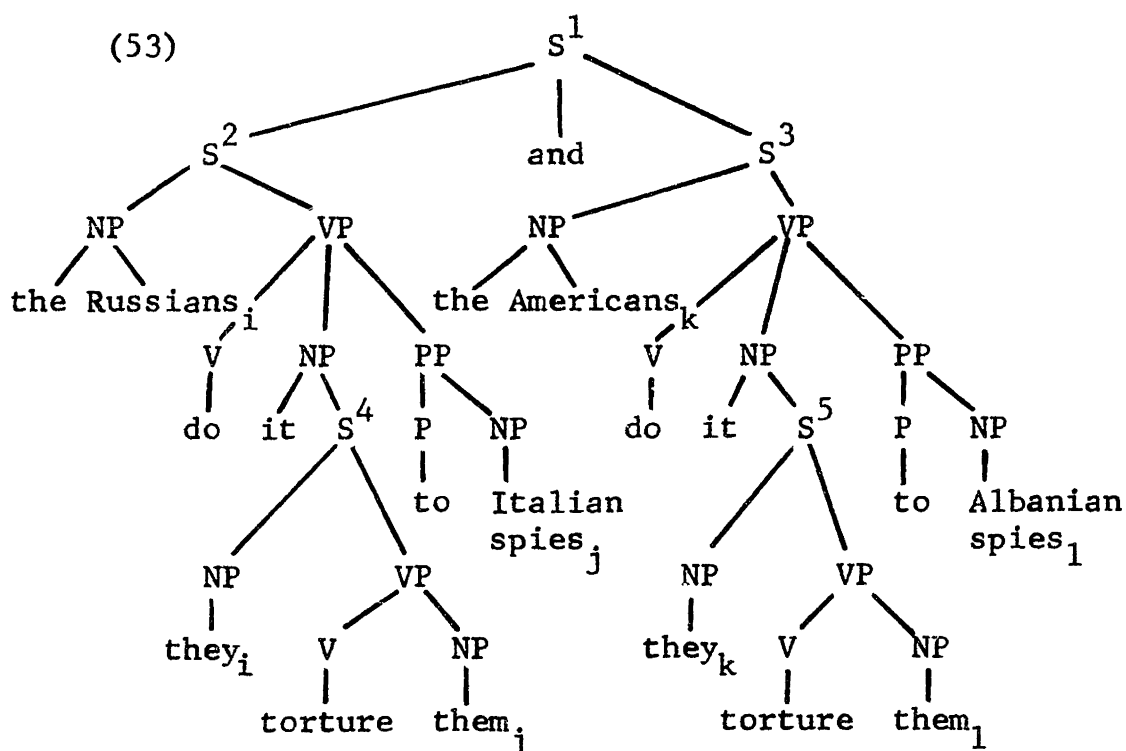 (53) S1
S2 and S3
NP VP NP VP
the Russiansi the Americansk
V NP PP V NP PP
do it S4 P NP do it S5 P NP
to Italian to Albanian
spiesj spies1
NP VP NP VP
theyi V NP theyk V NP
torture themj torture them1